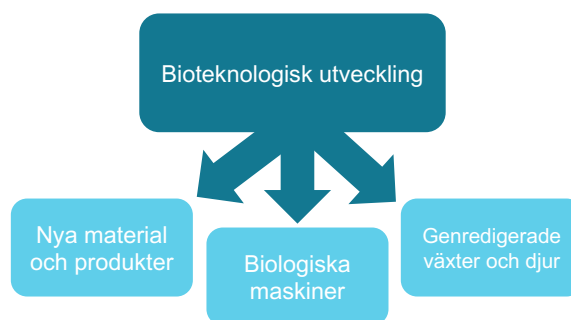 Bioteknologisk utveckling
Nya material
och produkter
Biologiska
maskiner
Genredigerade
växter och djur